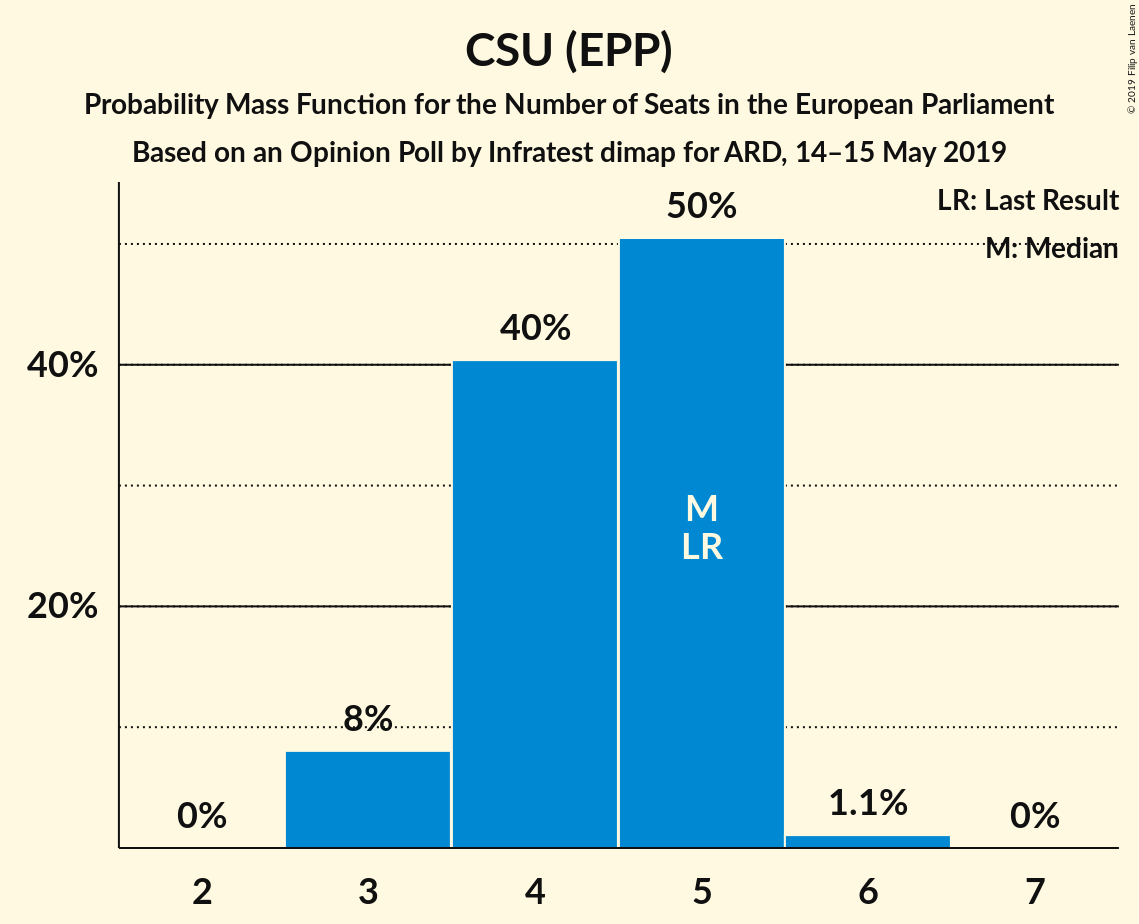 CSU (EPP)
Probability Mass Function for the Number of Seats in the European Parliament
Based on an Opinion Poll by Infratest dimap for ARD, 14–15 May 2019
© 2019 Filip van Laenen
LR: Last Result
M: Median
50%
40%
40%
M
LR
20%
8%
1.1%
0%
0%
2
3
4
5
6
7